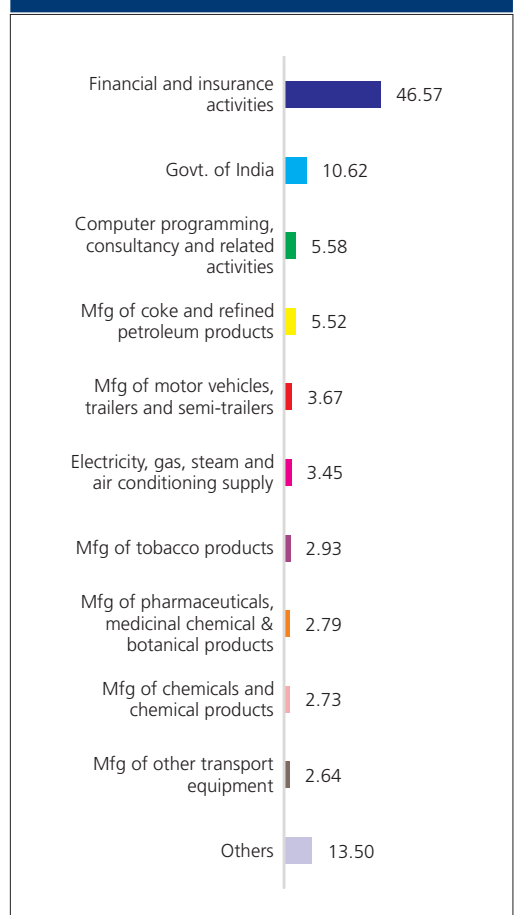 Financial and insurance
activities
46.57
Govt. of India
10.62
Computer programming,
consultancy and related
activities
5.58
Mfg of coke and refined
petroleum products
5.52
Mfg of motor vehicles,
trailers and semi-trailers
3.67
Electricity, gas, steam and
air conditioning supply
3.45
Mfg of tobacco products
2.93
Mfg of pharmaceuticals,
medicinal chemical &
botanical products
2.79
Mfg of chemicals and
chemical products
2.73
Mfg of other transport
equipment
2.64
Others
13.50